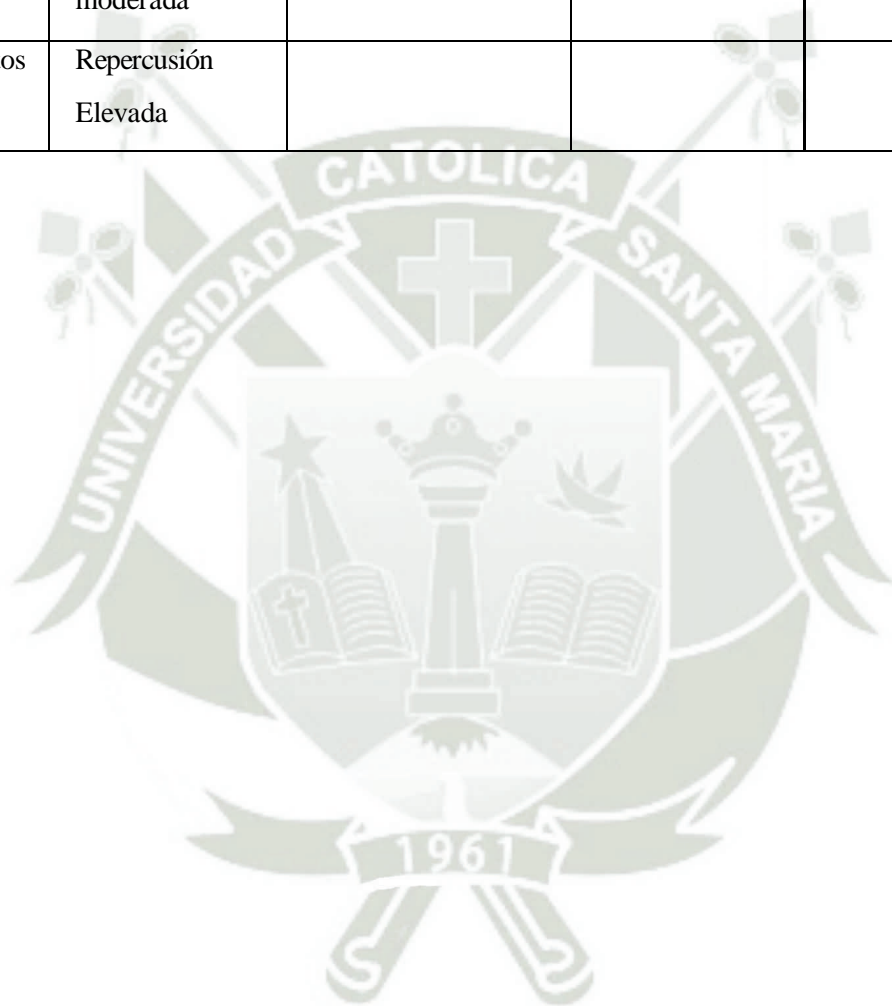 moderada
os Repercusión
Elevada
UNIVERSIDAD CATOLICA SANTA MARIA
1961